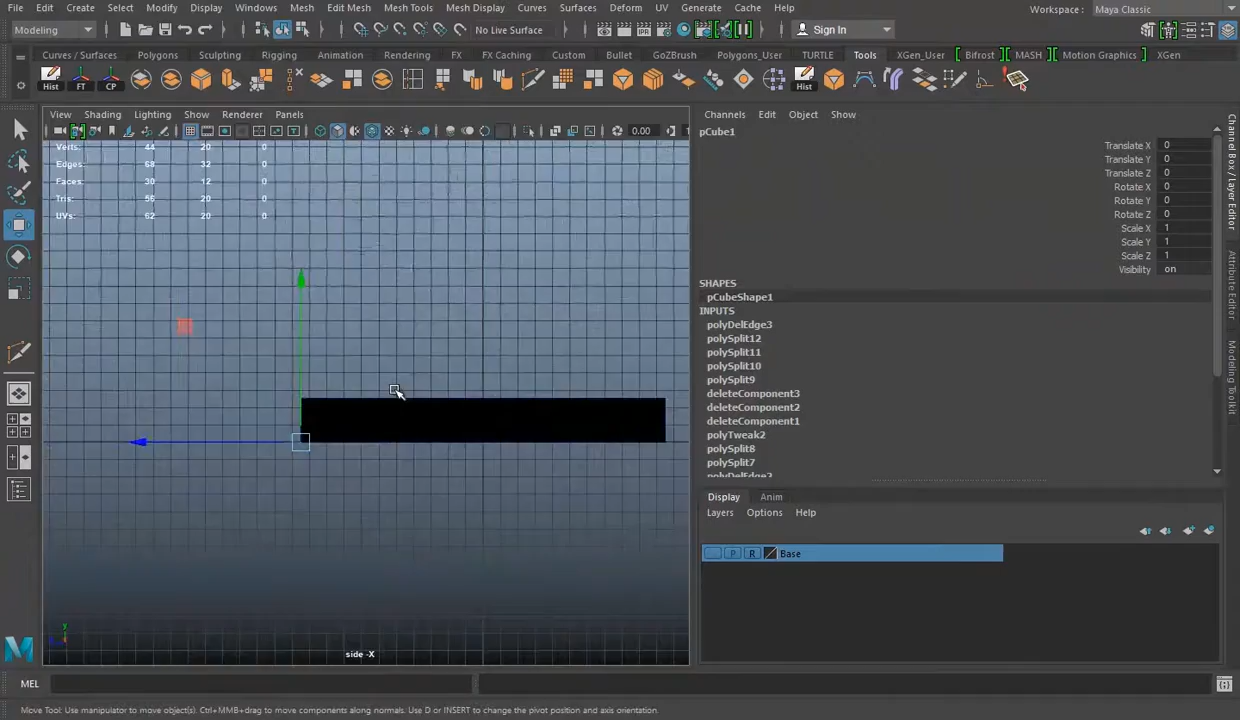 File Edit Create Select Modify Display Windows Mesh Edit Mesh Mesh Tools Mesh Display Curves Surfaces Deform UV Generate Cache Help Workspace : Maya Classic
Modeling No Live Surface Sign In
Curves / Surfaces Polygons Sculpting Rigging Animation Rendering FX FX Custom Bullet GoZBrush Polygons_User TURTLE Tools XGen_User Bifrost MASH Motion Graphics XGen
Hist FT CP Hist
View Shading Lighting Show Renderer Panels
0.00
Verts: 44 20 0
Edges: 68 32 0
Faces: 30 12 0
Tris: 56 20 0
UVs: 62 20 0
side -X
Channels Edit Object Show
pCube1
Translate X 0
Translate Y 0
Translate Z 0
Rotate X 0
Rotate Y 0
Rotate Z 0
Scale X 1
Scale Y 1
Scale Z 1
Visibility on
SHAPES
pCubeShape1
INPUTS
polyDelEdge3
polySplit12
polySplit11
polySplit10
polySplit9
deleteComponent3
deleteComponent2
deleteComponent1
polyTweak2
polySplit8
polySplit7
polyDelEdge2
Display Anim
Layers Options Help
P R Base
Channel Box / Layer Editor
Attribute Editor
Modeling Toolkit
MEL
Move Tool: Use manipulator to move object(s). Ctrl+MMB+drag to move components along normals. Use D or INSERT to change the pivot position and axis orientation.